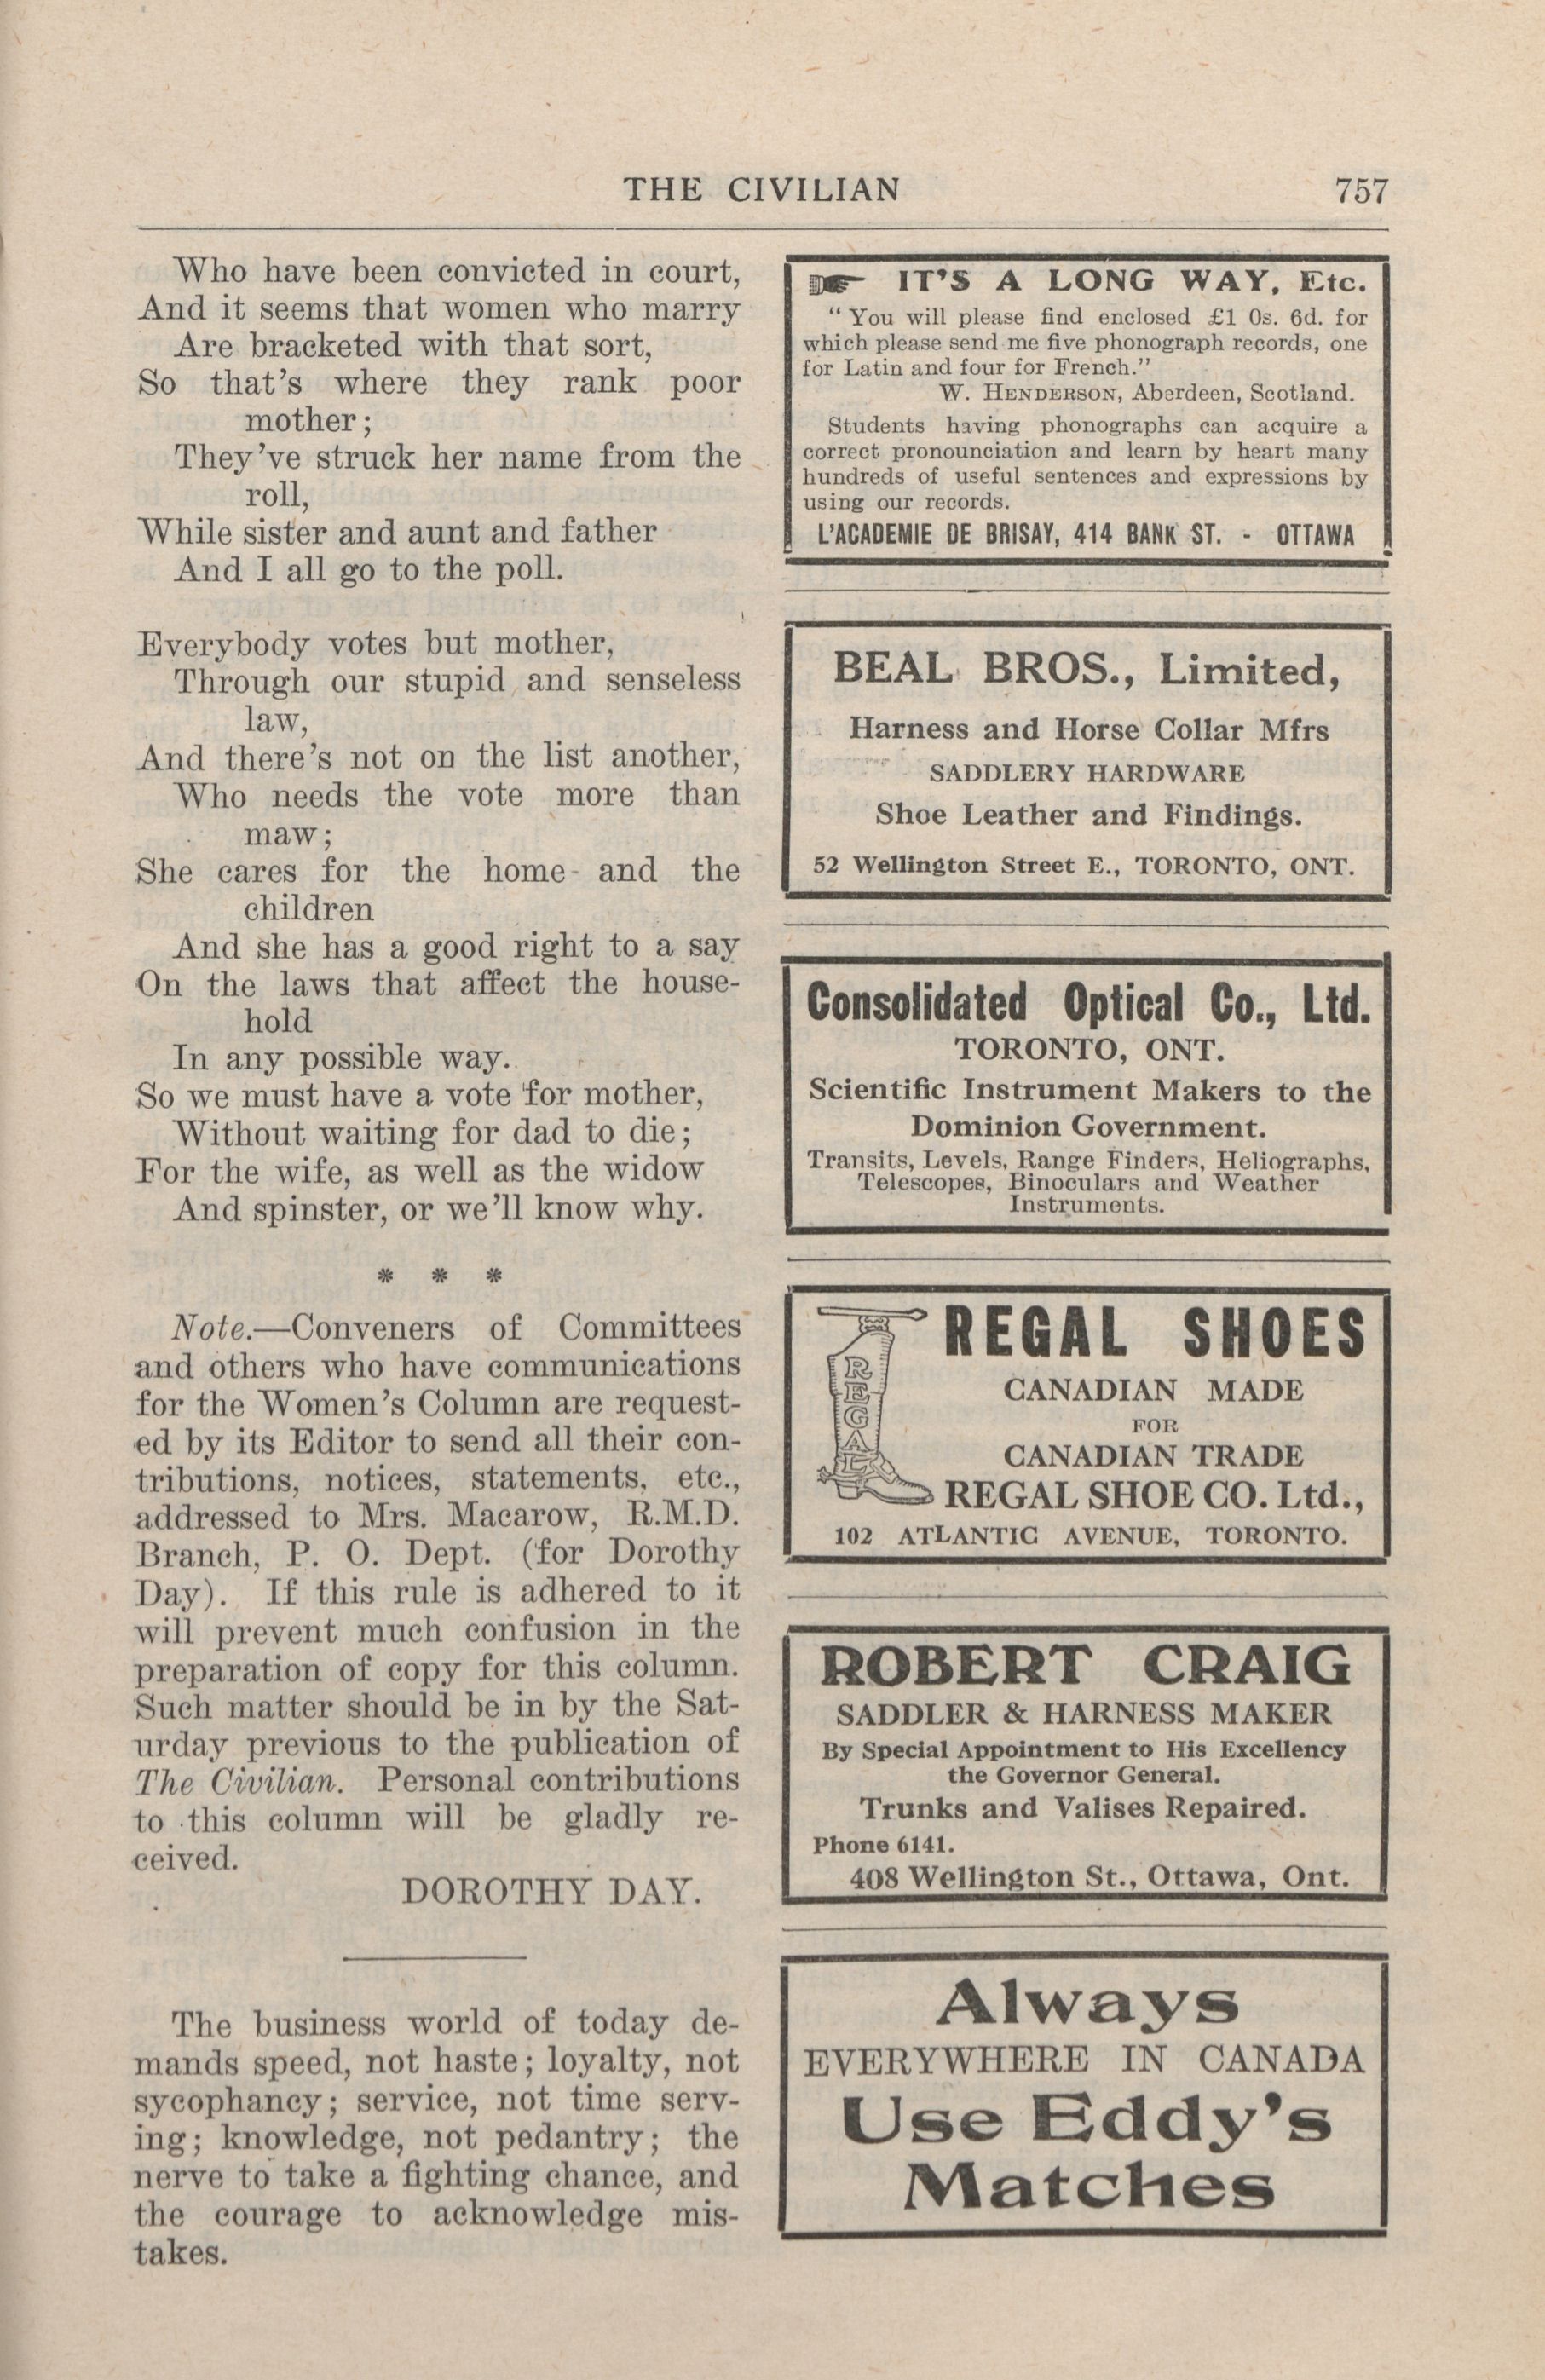 THE CIVILIAN
757
Who have been convicted in court,
And it seems that women who marry
Are bracketed with that sort,
So that's where they rank poor
mother;
They've struck her name from the
roll,
While sister and aunt and father
And I all go to the poll.
Everybody votes but mother,
Through our stupid and senseless
law,
And there's not on the list another,
Who needs the vote more than
maw;
She cares for the home and the
children
And she has a good right to a say
On the laws that affect the house-
hold
In any possible way.
So we must have a vote for mother,
Without waiting for dad to die;
For the wife, as well as the widow
And spinster, or we'll know why.
* * *
Note.—Conveners of Committees
and others who have communications
for the Women's Column are request-
ed by its Editor to send all their con-
tributions, notices, statements, etc.,
addressed to Mrs. Macarow, R.M.D.
Branch, P. O. Dept. (for Dorothy
Day). If this rule is adhered to it
will prevent much confusion in the
preparation of copy for this column.
Such matter should be in by the Sat-
urday previous to the publication of
The Civilian. Personal contributions
to this column will be gladly re-
ceived.
DOROTHY DAY.
The business world of today de-
mands speed, not haste; loyalty, not
sycophancy; service, not time serv-
ing; knowledge, not pedantry; the
nerve to take a fighting chance, and
the courage to acknowledge mis-
takes.
IT'S A LONG WAY, Etc.
"You will please find enclosed £1 0s. 6d. for
which please send me five phonograph records, one
for Latin and four for French."
W. HENDERSON, Aberdeen, Scotland.
Students having phonographs can acquire a
correct pronounciation and learn by heart many
hundreds of useful sentences and expressions by
using our records.
L'ACADEMIE DE BRISAY, 414 BANK ST. - OTTAWA
BEAL BROS., Limited,
Harness and Horse Collar Mfrs
SADDLERY HARDWARE
Shoe Leather and Findings.
52 Wellington Street E., TORONTO, ONT.
Consolidated Optical Co., Ltd.
TORONTO, ONT.
Scientific Instrument Makers to the
Dominion Government.
Transits, Levels, Range Finders, Heliographs,
Telescopes, Binoculars and Weather
Instruments.
REGAL
REGAL SHOES
CANADIAN MADE
FOR
CANADIAN TRADE
REGAL SHOE CO. Ltd.,
102 ATLANTIC AVENUE, TORONTO.
ROBERT CRAIG
SADDLER & HARNESS MAKER
By Special Appointment to His Excellency
the Governor General.
Trunks and Valises Repaired.
Phone 6141.
408 Wellington St., Ottawa, Ont.
Always
EVERYWHERE IN CANADA
Use Eddy's
Matches